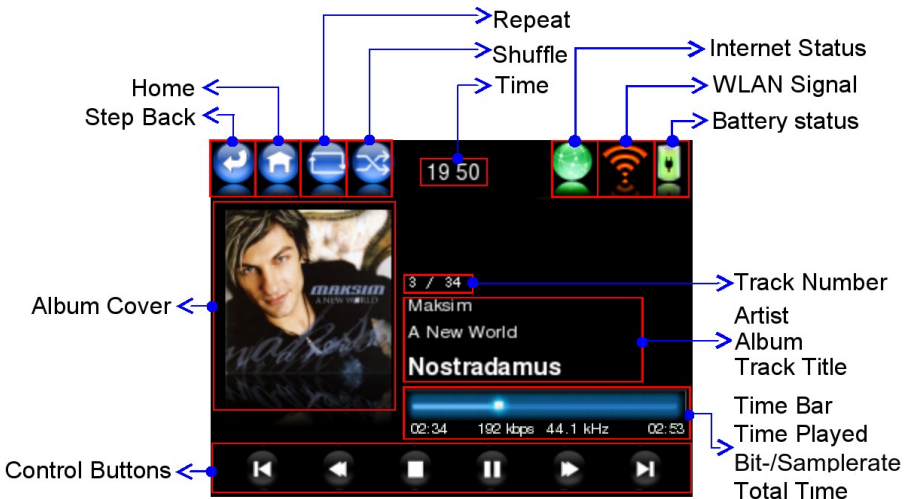 Repeat
Shuffle
Time
Home
Step Back
Internet Status
WLAN Signal
Battery status
19 50
MAKSIM
A NEW WORLD
Album Cover
3 / 34
Maksim
A New World
Nostradamus
Track Number
Artist
Album
Track Title
02:34 192 kbps 44.1 kHz 02:53
Time Bar
Time Played
Bit-/Samplerate
Total Time
Control Buttons